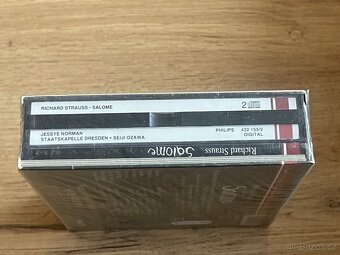 RICHARD STRAUSS - SALOME 2
JESSYE NORMAN PHILIPS 432 153-2
STAATSKAPELLE DRESDEN • SEIJI OZAWA DIGITAL
Richard Strauss Salome